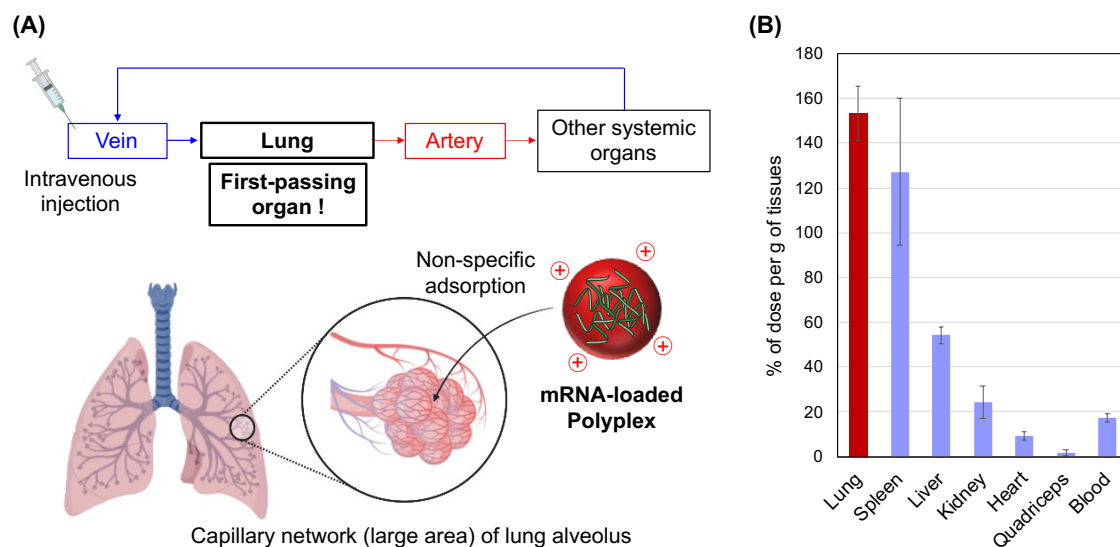 (A)
Vein
Lung
Artery
Other systemic
organs
Intravenous
injection
First-passing
organ !
Non-specific
adsorption
+
+
+
+
mRNA-loaded
Polyplex
Capillary network (large area) of lung alveolus
(B)
% of dose per g of tissues
180
160
140
120
100
80
60
40
20
0
Lung
Spleen
Liver
Kidney
Heart
Quadriceps
Blood